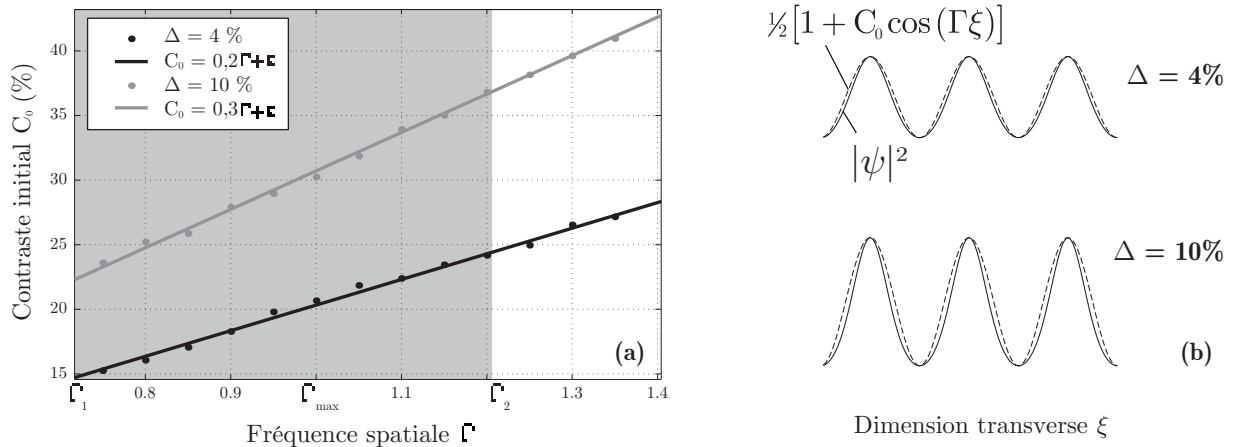 Contraste initial C₀ (%)
40
35
30
25
20
15
Δ = 4 %
C₀ = 0,2Γ+ε
Δ = 10 %
C₀ = 0,3Γ+ε
(a)
Γ₁
0.8
0.9
Γmax
1.1
Γ₂
1.3
1.4
Fréquence spatiale Γ
½[1 + C₀ cos (Γξ)]
Δ = 4%
|ψ|²
Δ = 10%
(b)
Dimension transverse ξ